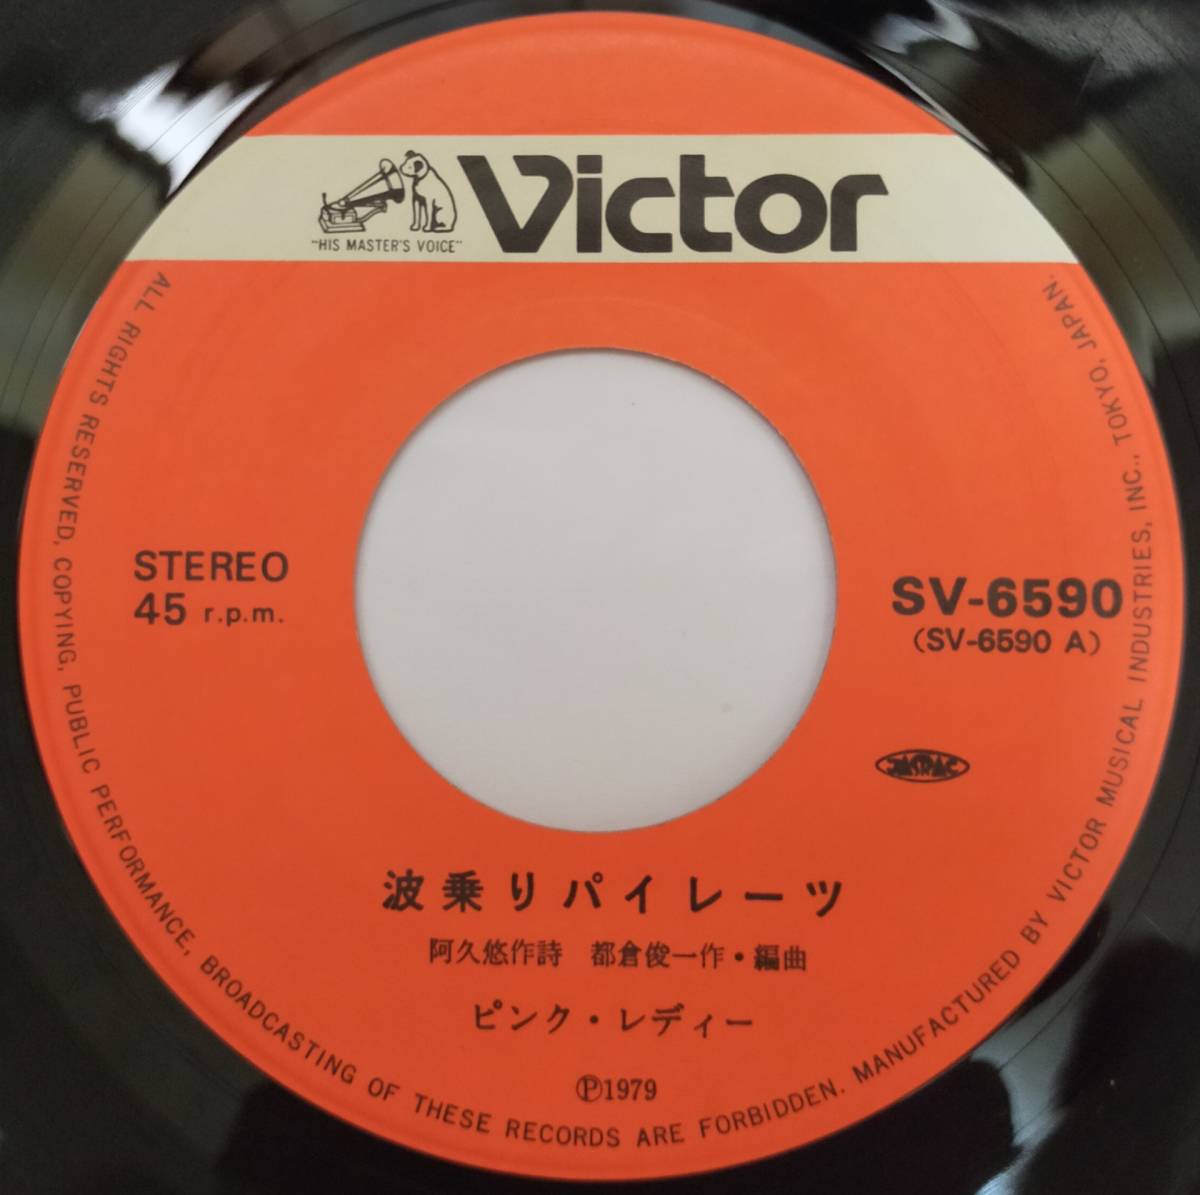 Victor
"HIS MASTER'S VOICE"
STEREO
45 r.p.m.
SV-6590
(SV-6590 A)
JASRAC
波乗りパイレーツ
阿久悠作詩 都倉俊一作・編曲
ピンク・レディー
Ⓟ1979
ALL RIGHTS RESERVED, COPYING, PUBLIC PERFORMANCE, BROADCASTING OF THESE RECORDS ARE FORBIDDEN. MANUFACTURED BY VICTOR MUSICAL INDUSTRIES, INC., TOKYO, JAPAN.